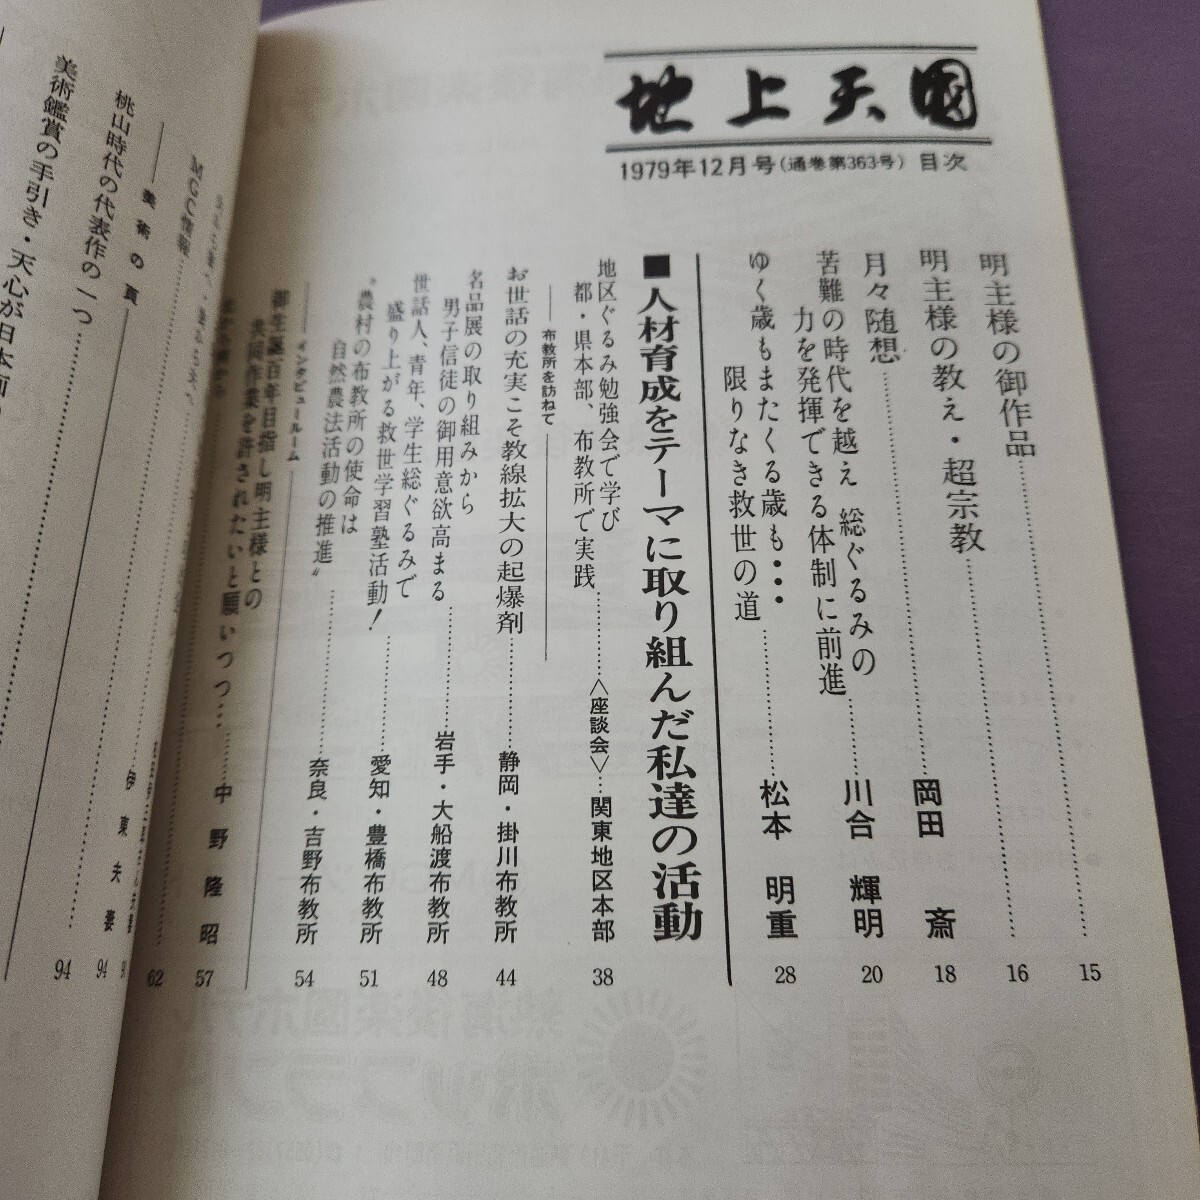 地上天国
1979年12月号(通巻第363号) 目次
明主様の御作品……15
明主様の教え・超宗教……16
月々随想……岡田 斎 18
苦難の時代を越え 総ぐるみの
力を発揮できる体制に前進……川合 輝明 20
ゆく歳もまたくる歳も・・・
限りなき救世の道……松本 明重 28
■人材育成をテーマに取り組んだ私達の活動
地区ぐるみ勉強会で学び
都・県本部、布教所で実践……〈座談会〉…関東地区本部 38
布教所を訪ねて
お世話の充実こそ教線拡大の起爆剤……静岡・掛川布教所 44
名品展の取り組みから
男子信徒の御用意欲高まる……岩手・大船渡布教所 48
世話人、青年、学生総ぐるみで
盛り上がる救世学習塾活動!……愛知・豊橋布教所 51
"農村の布教所の使命は
自然農法活動の推進"……奈良・吉野布教所 54
インタビュールーム
御生誕百年目指し明主様との
共同作業を許されたいと願いつつ……中野隆昭 57
62
MGC情報
美術の頁
伊東夫妻
桃山時代の代表作の一つ……94
美術鑑賞の手引き・天心が日本画
94